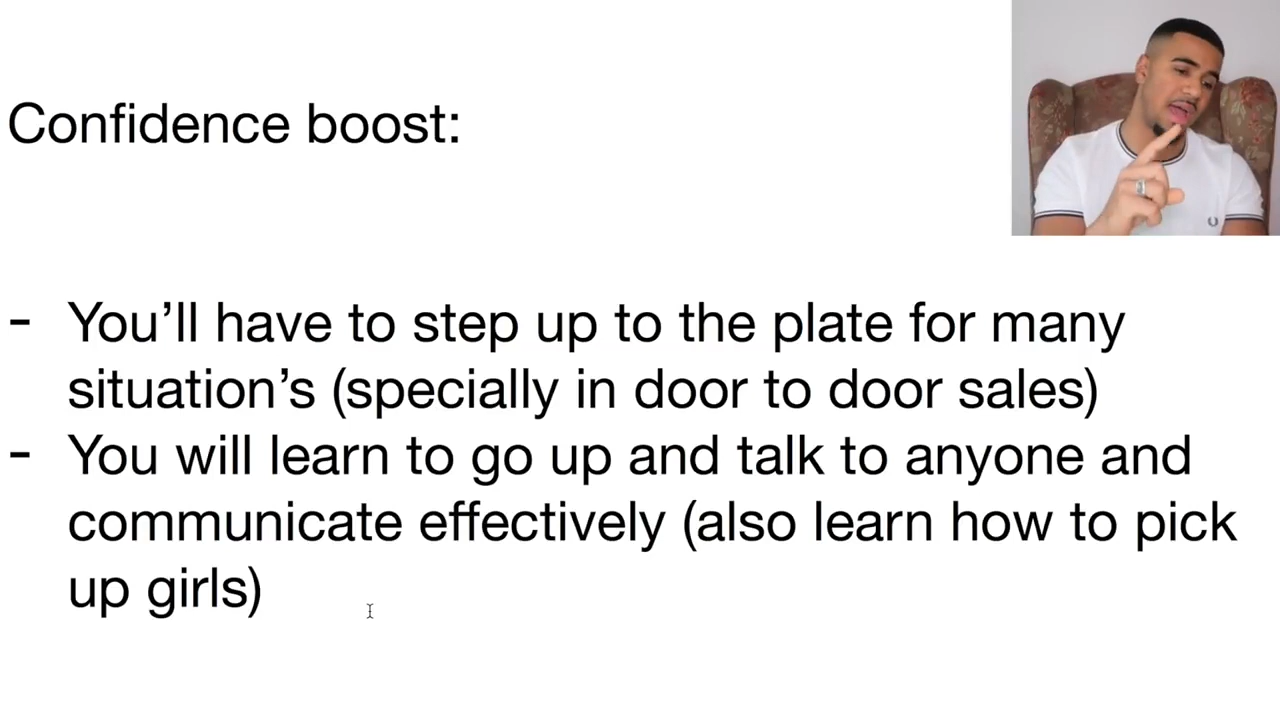 Confidence boost:
- You’ll have to step up to the plate for many
situation’s (specially in door to door sales)
- You will learn to go up and talk to anyone and
communicate effectively (also learn how to pick
up girls)